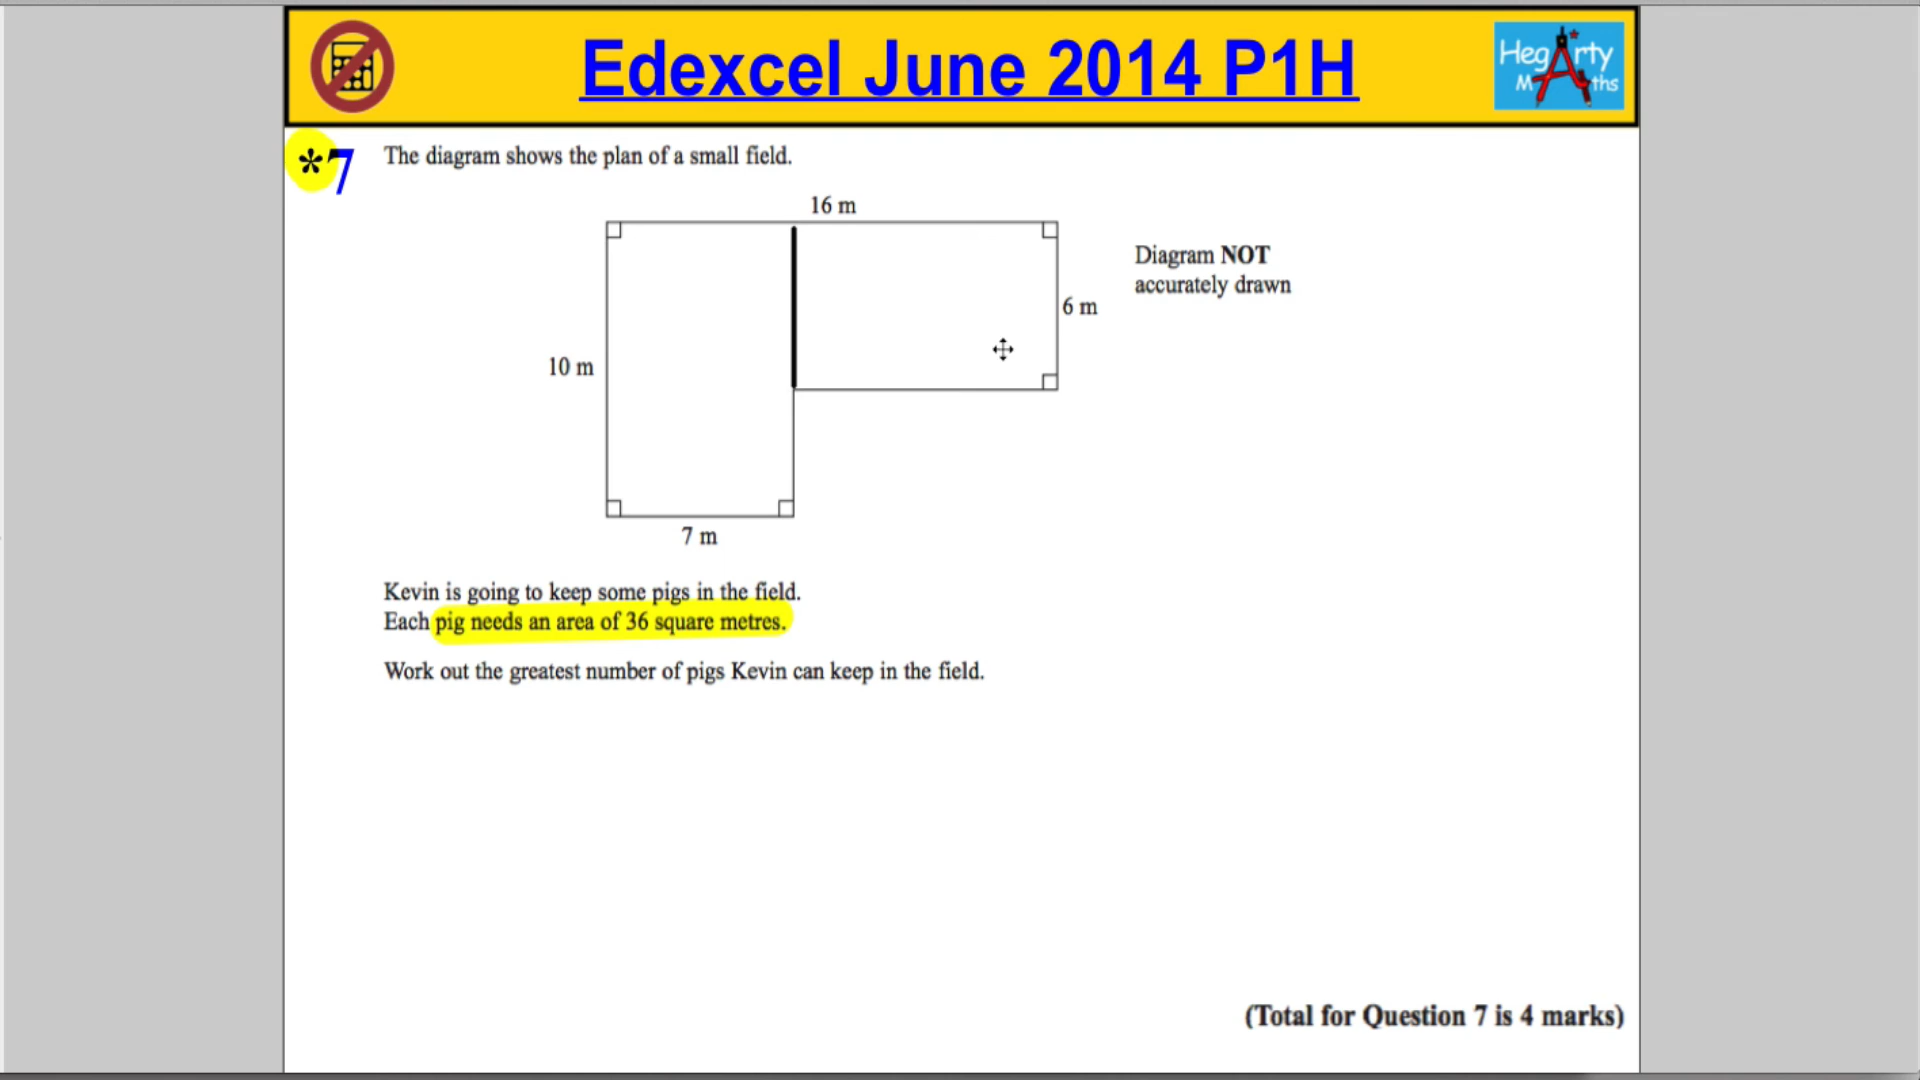 Edexcel June 2014 P1H
Hegarty
Maths
*7
The diagram shows the plan of a small field.
16 m
Diagram NOT
accurately drawn
6 m
10 m
7 m
Kevin is going to keep some pigs in the field.
Each pig needs an area of 36 square metres.
Work out the greatest number of pigs Kevin can keep in the field.
(Total for Question 7 is 4 marks)